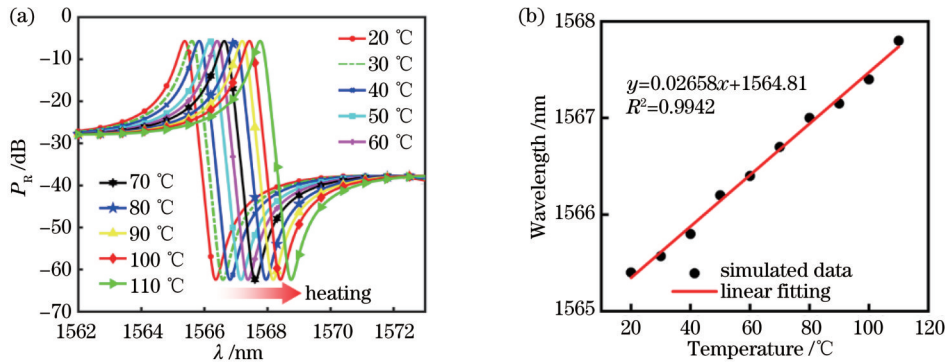 (a)
0
−10
−20
−30
−40
−50
−60
−70
P_R /dB
20 ℃
30 ℃
40 ℃
50 ℃
60 ℃
70 ℃
80 ℃
90 ℃
100 ℃
110 ℃
heating
1562 1564 1566 1568 1570 1572
λ /nm
(b)
1568
1567
1566
1565
Wavelength /nm
y=0.02658x+1564.81
R²=0.9942
simulated data
linear fitting
20 40 60 80 100 120
Temperature /℃